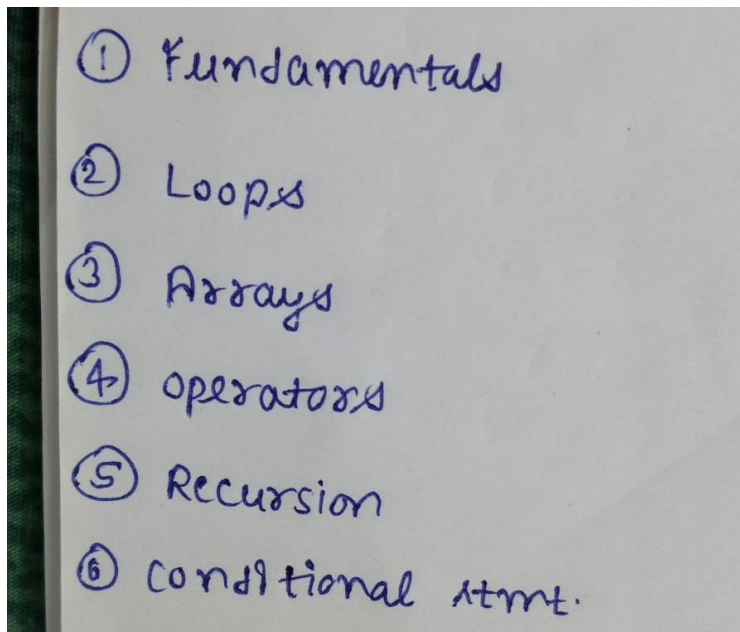 ① Fundamentals
② Loops
③ Arrays
④ operators
⑤ Recursion
⑥ conditional stmt.